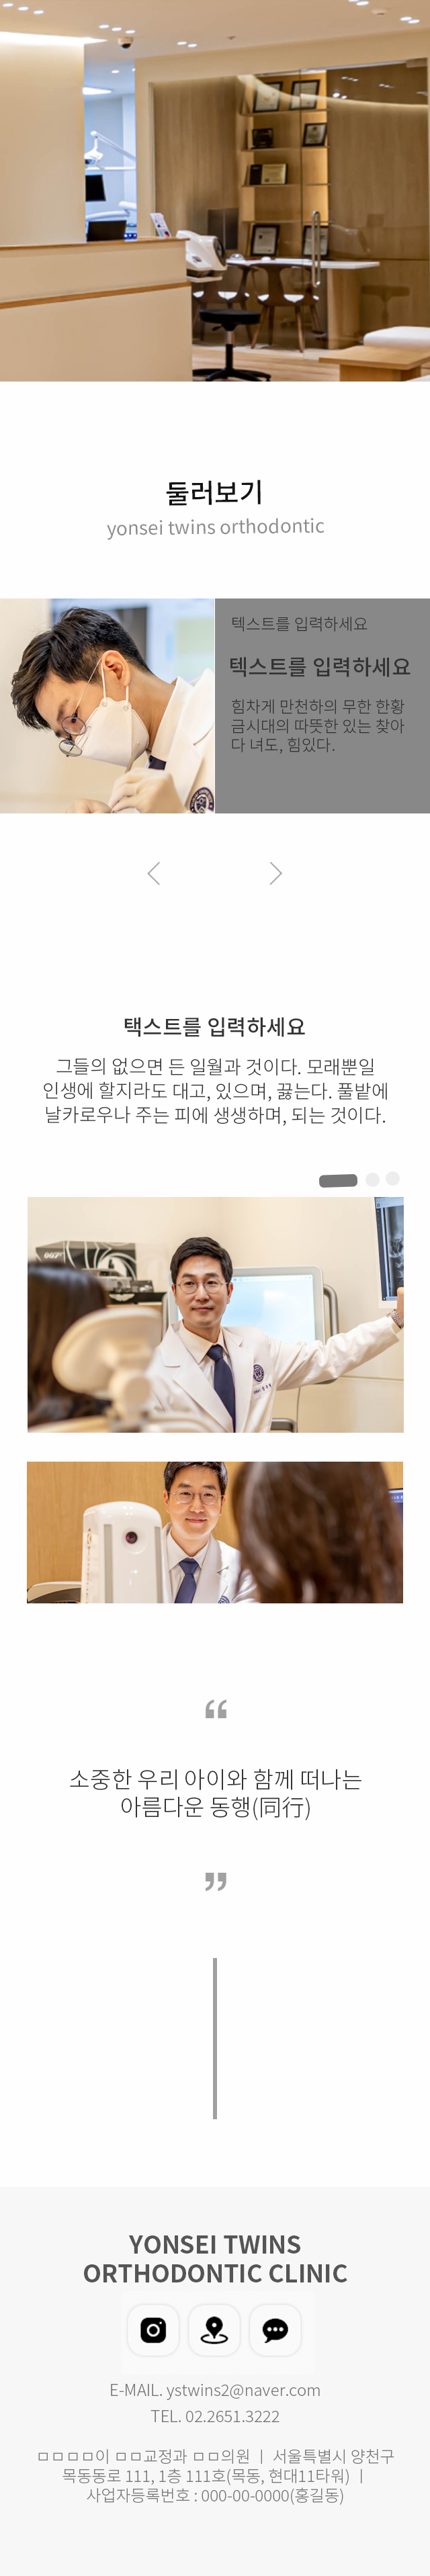 둘러보기
yonsei twins orthodontic
텍스트를 입력하세요
텍스트를 입력하세요
힘차게 만천하의 무한 한황
금시대의 따뜻한 있는 찾아
다 녀도, 힘있다.
택스트를 입력하세요
그들의 없으면 든 일월과 것이다. 모래뿐일
인생에 할지라도 대고, 있으며, 끓는다. 풀밭에
날카로우나 주는 피에 생생하며, 되는 것이다.
007
“
소중한 우리 아이와 함께 떠나는
아름다운 동행(同行)
”
YONSEI TWINS
ORTHODONTIC CLINIC
E-MAIL. ystwins2@naver.com
TEL. 02.2651.3222
ㅁㅁㅁㅁ이 ㅁㅁ교정과 ㅁㅁ의원 ㅣ 서울특별시 양천구
목동동로 111, 1층 111호(목동, 현대11타워) ㅣ
사업자등록번호 : 000-00-0000(홍길동)